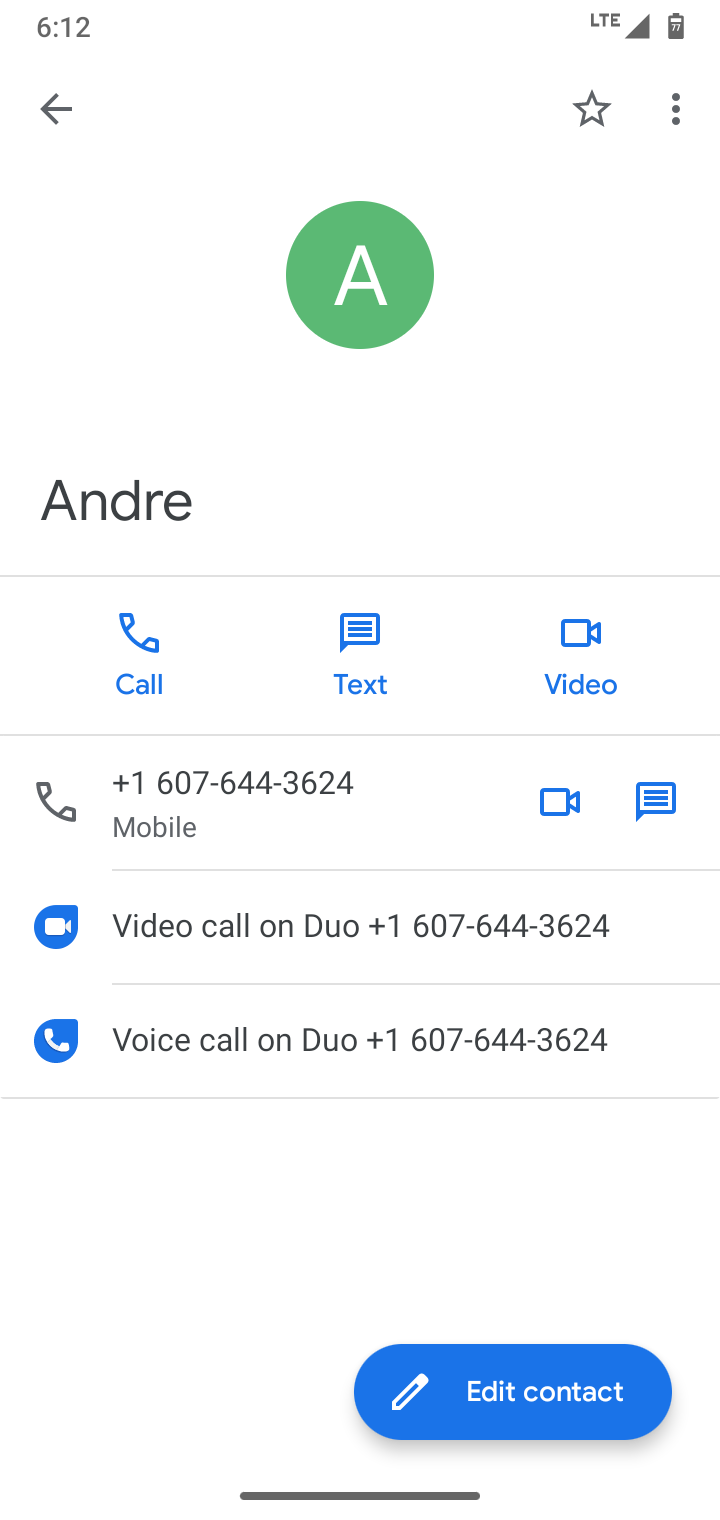 6:12
LTE
77
A
Andre
Call
Text
Video
+1 607-644-3624
Mobile
Video call on Duo +1 607-644-3624
Voice call on Duo +1 607-644-3624
Edit contact